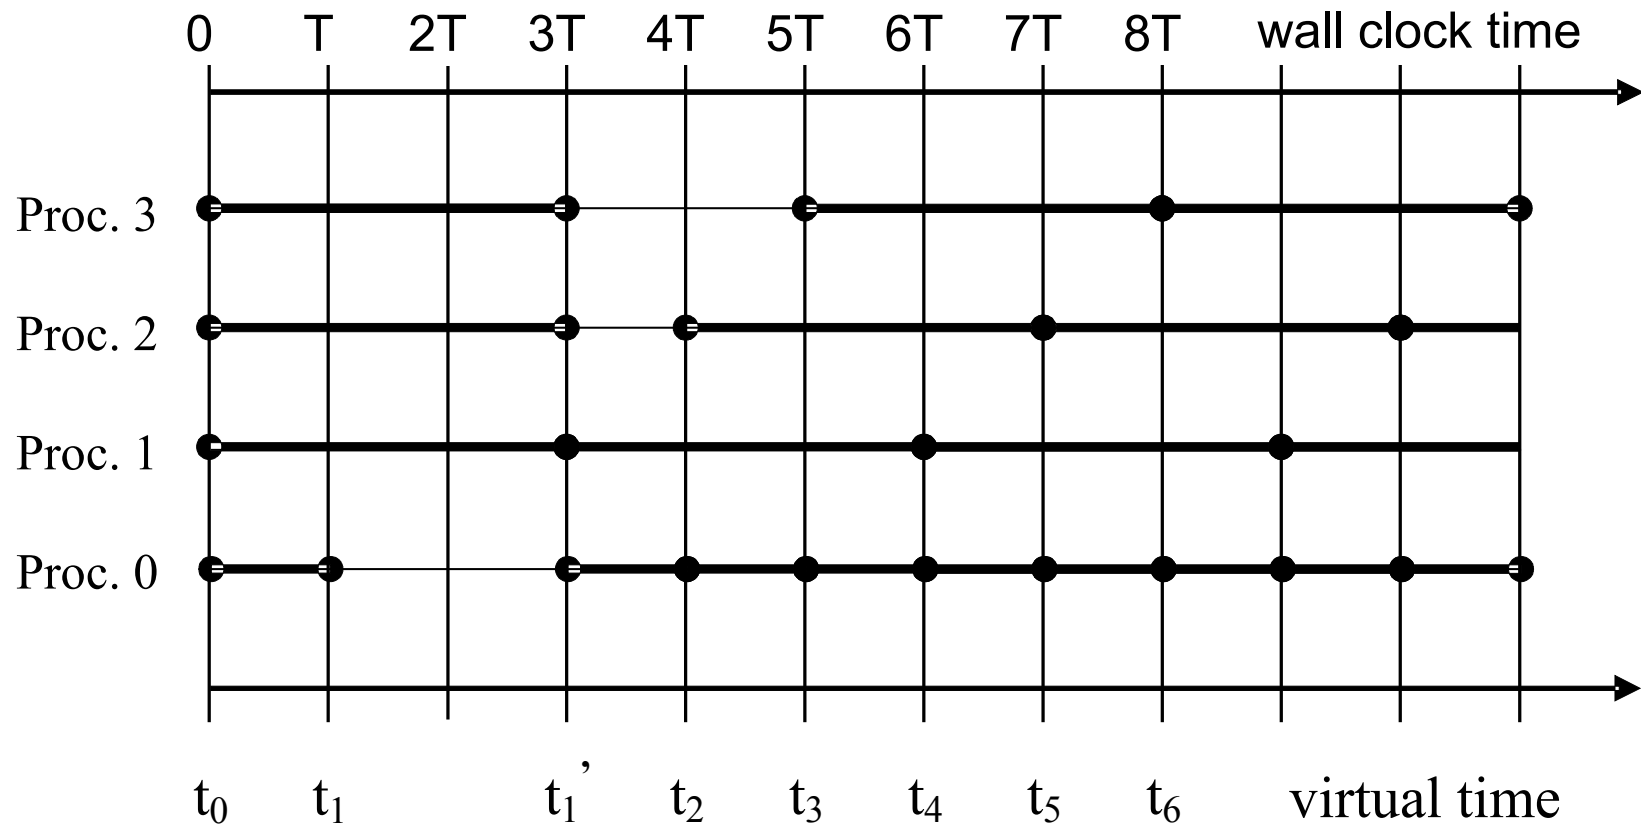 0 T 2T 3T 4T 5T 6T 7T 8T wall clock time
Proc. 3
Proc. 2
Proc. 1
Proc. 0
t₀ t₁ t₁’ t₂ t₃ t₄ t₅ t₆ virtual time